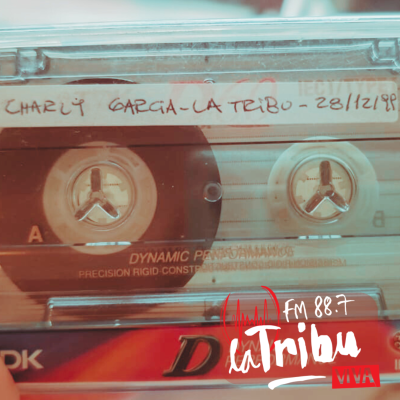 CHARLY GARCIA-LA TRIBU-28/12/99
A
B
DYNAMIC PERFORMANCE
PRECISION RIGID-CONST
FM 88.7
la Tribu
VIVA
DK
D